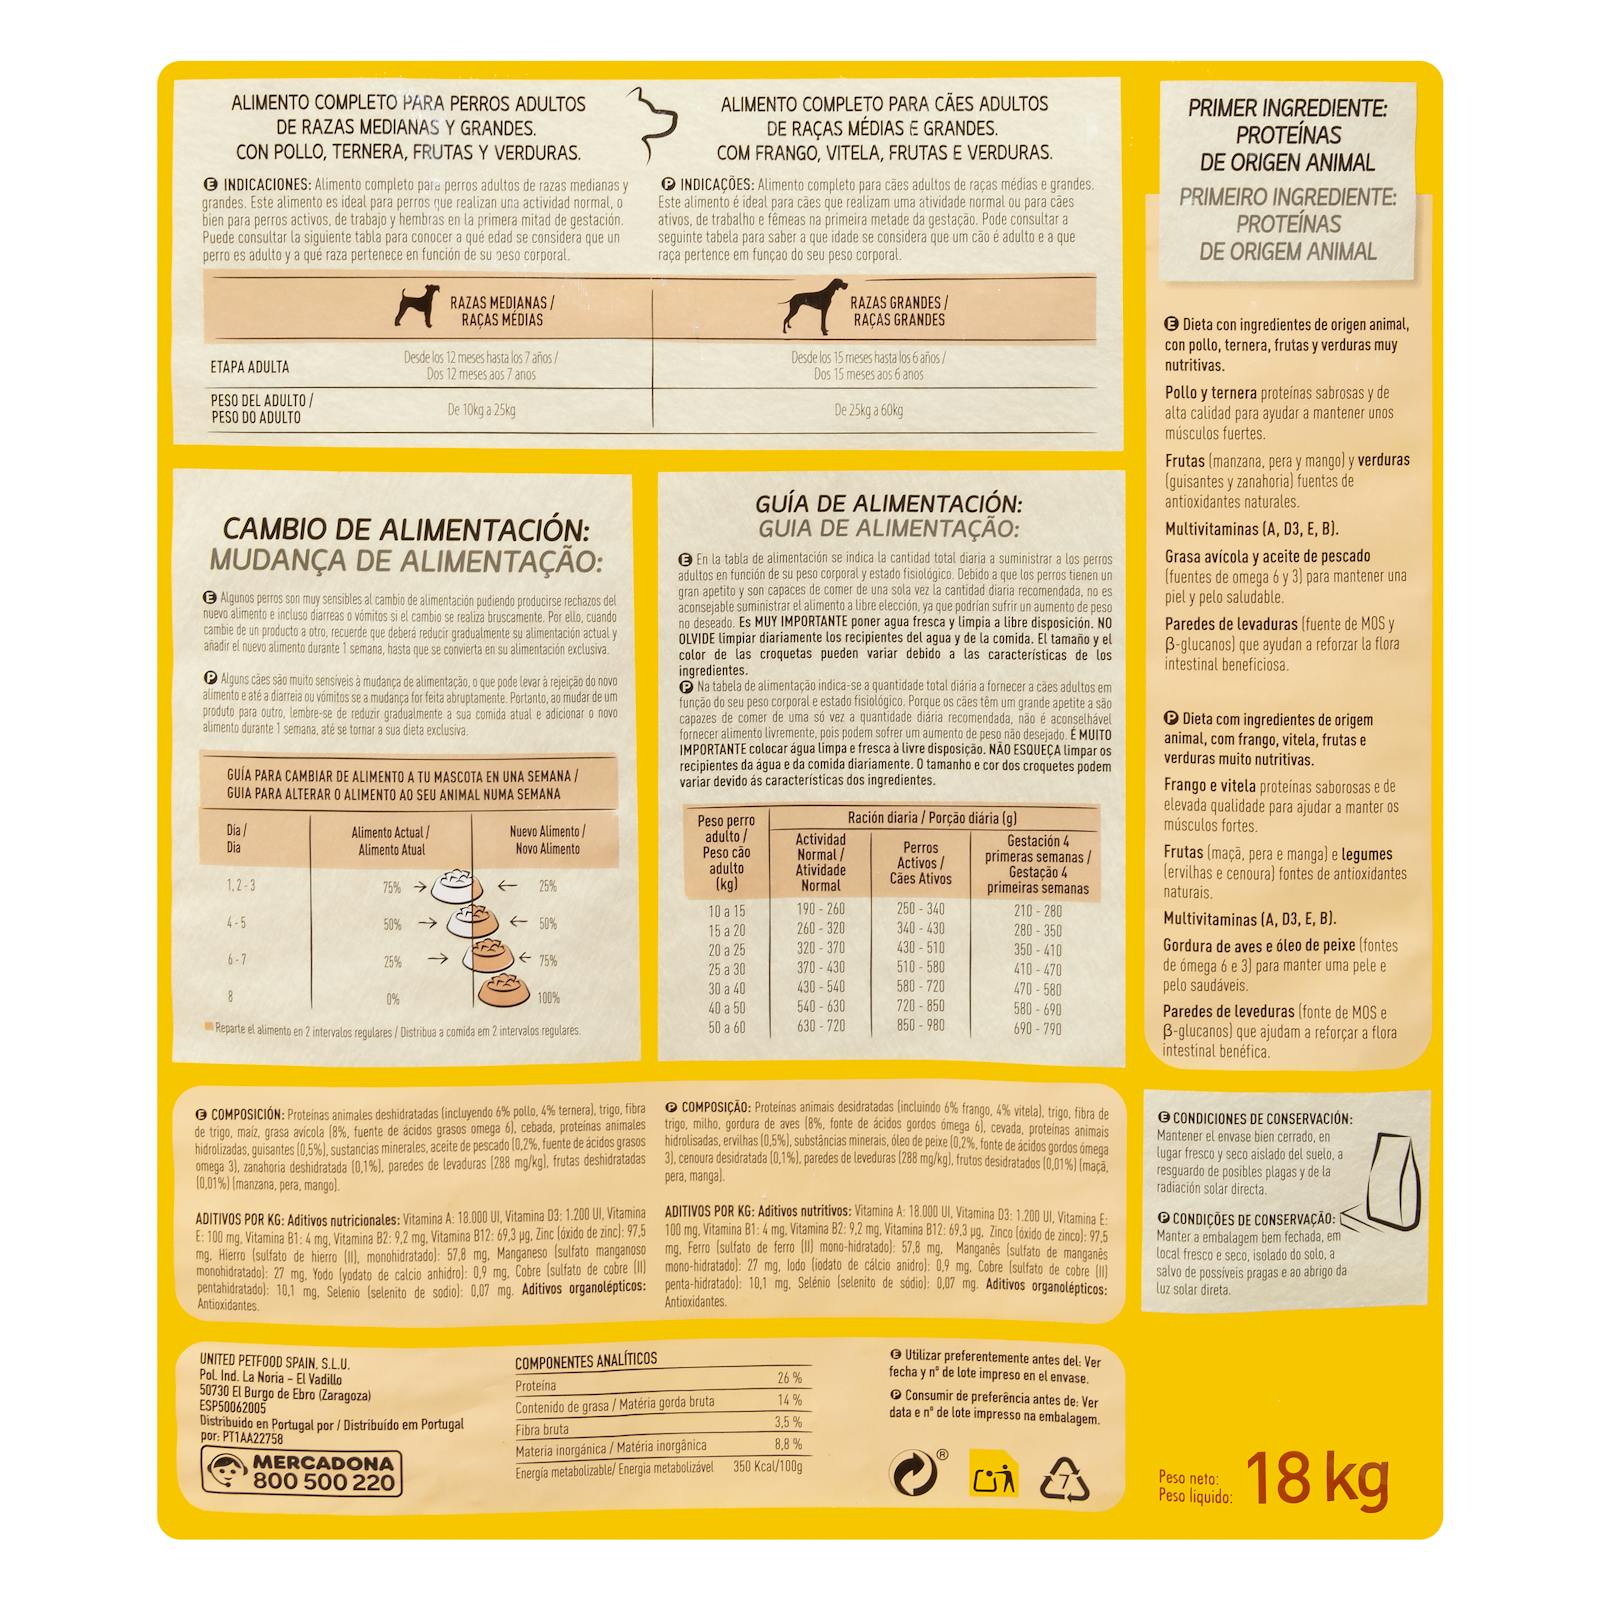 ALIMENTO COMPLETO PARA PERROS ADULTOS
DE RAZAS MEDIANAS Y GRANDES.
CON POLLO, TERNERA, FRUTAS Y VERDURAS.
E INDICACIONES: Alimento completo para perros adultos de razas medianas y
grandes. Este alimento es ideal para perros que realizan una actividad normal, o
bien para perros activos, de trabajo y hembras en la primera mitad de gestación.
Puede consultar la siguiente tabla para conocer a qué edad se considera que un
perro es adulto y a qué raza pertenece en función de su peso corporal.
ALIMENTO COMPLETO PARA CÃES ADULTOS
DE RAÇAS MÉDIAS E GRANDES.
COM FRANGO, VITELA, FRUTAS E VERDURAS.
P INDICAÇÕES: Alimento completo para cães adultos de raças médias e grandes.
Este alimento é ideal para cães que realizam uma atividade normal ou para cães
ativos, de trabalho e fêmeas na primeira metade da gestação. Pode consultar a
seguinte tabela para saber a que idade se considera que um cão é adulto e a que
raça pertence em funçao do seu peso corporal.
RAZAS MEDIANAS /
RAÇAS MÉDIAS
RAZAS GRANDES /
RAÇAS GRANDES
ETAPA ADULTA
Desde los 12 meses hasta los 7 años /
Dos 12 meses aos 7 anos
Desde los 15 meses hasta los 6 años /
Dos 15 meses aos 6 anos
PESO DEL ADULTO /
PESO DO ADULTO
De 10kg a 25kg
De 25kg a 60kg
CAMBIO DE ALIMENTACIÓN:
MUDANÇA DE ALIMENTAÇÃO:
E Algunos perros son muy sensibles al cambio de alimentación pudiendo producirse rechazos del
nuevo alimento e incluso diarreas o vómitos si el cambio se realiza bruscamente. Por ello, cuando
cambie de un producto a otro, recuerde que deberá reducir gradualmente su alimentación actual y
añadir el nuevo alimento durante 1 semana, hasta que se convierta en su alimentación exclusiva.
P Alguns cães são muito sensíveis à mudança de alimentação, o que pode levar à rejeição do novo
alimento e até a diarreia ou vómitos se a mudança for feita abruptamente. Portanto, ao mudar de um
produto para outro, lembre-se de reduzir gradualmente a sua comida atual e adicionar o novo
alimento durante 1 semana, até se tornar a sua dieta exclusiva.
GUÍA PARA CAMBIAR DE ALIMENTO A TU MASCOTA EN UNA SEMANA /
GUIA PARA ALTERAR O ALIMENTO AO SEU ANIMAL NUMA SEMANA
Día /
Dia
Alimento Actual /
Alimento Atual
Nuevo Alimento /
Novo Alimento
1, 2 - 3 75% 25%
4 - 5 50% 50%
6 - 7 25% 75%
8 0% 100%
Reparte el alimento en 2 intervalos regulares / Distribua a comida em 2 intervalos regulares.
GUÍA DE ALIMENTACIÓN:
GUIA DE ALIMENTAÇÃO:
E En la tabla de alimentación se indica la cantidad total diaria a suministrar a los perros
adultos en función de su peso corporal y estado fisiológico. Debido a que los perros tienen un
gran apetito y son capaces de comer de una sola vez la cantidad diaria recomendada, no es
aconsejable suministrar el alimento a libre elección, ya que podrían sufrir un aumento de peso
no deseado. Es MUY IMPORTANTE poner agua fresca y limpia a libre disposición. NO
OLVIDE limpiar diariamente los recipientes del agua y de la comida. El tamaño y el
color de las croquetas pueden variar debido a las características de los
ingredientes.
P Na tabela de alimentação indica-se a quantidade total diária a fornecer a cães adultos em
função do seu peso corporal e estado fisiológico. Porque os cães têm um grande apetite a são
capazes de comer de uma só vez a quantidade diária recomendada, não é aconselhável
fornecer alimento livremente, pois podem sofrer um aumento de peso não desejado. É MUITO
IMPORTANTE colocar água limpa e fresca à livre disposição. NÃO ESQUEÇA limpar os
recipientes da água e da comida diariamente. O tamanho e cor dos croquetes podem
variar devido ás características dos ingredientes.
Peso perro
adulto /
Peso cão
adulto
(kg)
Ración diaria / Porção diária (g)
Actividad
Normal /
Atividade
Normal
Perros
Activos /
Cães Ativos
Gestación 4
primeras semanas /
Gestação 4
primeiras semanas
10 a 15 190 - 260 250 - 340 210 - 280
15 a 20 260 - 320 340 - 430 280 - 350
20 a 25 320 - 370 430 - 510 350 - 410
25 a 30 370 - 430 510 - 580 410 - 470
30 a 40 430 - 540 580 - 720 470 - 580
40 a 50 540 - 630 720 - 850 580 - 690
50 a 60 630 - 720 850 - 980 690 - 790
PRIMER INGREDIENTE:
PROTEÍNAS
DE ORIGEN ANIMAL
PRIMEIRO INGREDIENTE:
PROTEÍNAS
DE ORIGEM ANIMAL
E Dieta con ingredientes de origen animal,
con pollo, ternera, frutas y verduras muy
nutritivas.
Pollo y ternera proteínas sabrosas y de
alta calidad para ayudar a mantener unos
músculos fuertes.
Frutas (manzana, pera y mango) y verduras
(guisantes y zanahoria) fuentes de
antioxidantes naturales.
Multivitaminas (A, D3, E, B).
Grasa avícola y aceite de pescado
(fuentes de omega 6 y 3) para mantener una
piel y pelo saludable.
Paredes de levaduras (fuente de MOS y
β-glucanos) que ayudan a reforzar la flora
intestinal beneficiosa.
P Dieta com ingredientes de origem
animal, com frango, vitela, frutas e
verduras muito nutritivas.
Frango e vitela proteínas saborosas e de
elevada qualidade para ajudar a manter os
músculos fortes.
Frutas (maçã, pera e manga) e legumes
(ervilhas e cenoura) fontes de antioxidantes
naturais.
Multivitaminas (A, D3, E, B).
Gordura de aves e óleo de peixe (fontes
de ómega 6 e 3) para manter uma pele e
pelo saudáveis.
Paredes de leveduras (fonte de MOS e
β-glucanos) que ajudam a reforçar a flora
intestinal benéfica.
E COMPOSICIÓN: Proteínas animales deshidratadas (incluyendo 6% pollo, 4% ternera), trigo, fibra
de trigo, maíz, grasa avícola (8%, fuente de ácidos grasos omega 6), cebada, proteínas animales
hidrolizadas, guisantes (0,5%), sustancias minerales, aceite de pescado (0,2%, fuente de ácidos grasos
omega 3), zanahoria deshidratada (0,1%), paredes de levaduras (288 mg/kg), frutas deshidratadas
(0,01%) (manzana, pera, mango).
ADITIVOS POR KG: Aditivos nutricionales: Vitamina A: 18.000 UI, Vitamina D3: 1.200 UI, Vitamina
E: 100 mg, Vitamina B1: 4 mg, Vitamina B2: 9,2 mg, Vitamina B12: 69,3 µg, Zinc (óxido de zinc): 97,5
mg, Hierro (sulfato de hierro (II), monohidratado): 57,8 mg, Manganeso (sulfato manganoso
monohidratado): 27 mg, Yodo (yodato de calcio anhidro): 0,9 mg, Cobre (sulfato de cobre (II)
pentahidratado): 10,1 mg, Selenio (selenito de sodio): 0,07 mg. Aditivos organolépticos:
Antioxidantes.
P COMPOSIÇÃO: Proteínas animais desidratadas (incluindo 6% frango, 4% vitela), trigo, fibra de
trigo, milho, gordura de aves (8%, fonte de ácidos gordos ómega 6), cevada, proteínas animais
hidrolisadas, ervilhas (0,5%), substâncias minerais, óleo de peixe (0,2%, fonte de ácidos gordos ómega
3), cenoura desidratada (0,1%), paredes de leveduras (288 mg/kg), frutos desidratados (0,01%) (maçã,
pera, manga).
ADITIVOS POR KG: Aditivos nutritivos: Vitamina A: 18.000 UI, Vitamina D3: 1.200 UI, Vitamina E:
100 mg, Vitamina B1: 4 mg, Vitamina B2: 9,2 mg, Vitamina B12: 69,3 µg, Zinco (óxido de zinco): 97,5
mg, Ferro (sulfato de ferro (II) mono-hidratado): 57,8 mg, Manganês (sulfato de manganês
mono-hidratado): 27 mg, Iodo (iodato de cálcio anidro): 0,9 mg, Cobre (sulfato de cobre (II)
penta-hidratado): 10,1 mg, Selénio (selenito de sódio): 0,07 mg. Aditivos organolépticos:
Antioxidantes.
E CONDICIONES DE CONSERVACIÓN:
Mantener el envase bien cerrado, en
lugar fresco y seco aislado del suelo, a
resguardo de posibles plagas y de la
radiación solar directa.
P CONDIÇÕES DE CONSERVAÇÃO:
Manter a embalagem bem fechada, em
local fresco e seco, isolado do solo, a
salvo de possíveis pragas e ao abrigo da
luz solar direta.
UNITED PETFOOD SPAIN, S.L.U.
Pol. Ind. La Noria - El Vadillo
50730 El Burgo de Ebro (Zaragoza)
ESP50062005
Distribuido en Portugal por / Distribuído em Portugal
por: PT1AA22758
MERCADONA
800 500 220
COMPONENTES ANALÍTICOS
Proteína 26 %
Contenido de grasa / Matéria gorda bruta 14 %
Fibra bruta 3,5 %
Materia inorgánica / Matéria inorgânica 8,8 %
Energía metabolizable/ Energia metabolizável 350 Kcal/100g
E Utilizar preferentemente antes del: Ver
fecha y nº de lote impreso en el envase.
P Consumir de preferência antes de: Ver
data e nº de lote impresso na embalagem.
®
7
Peso neto:
Peso líquido:
18 kg